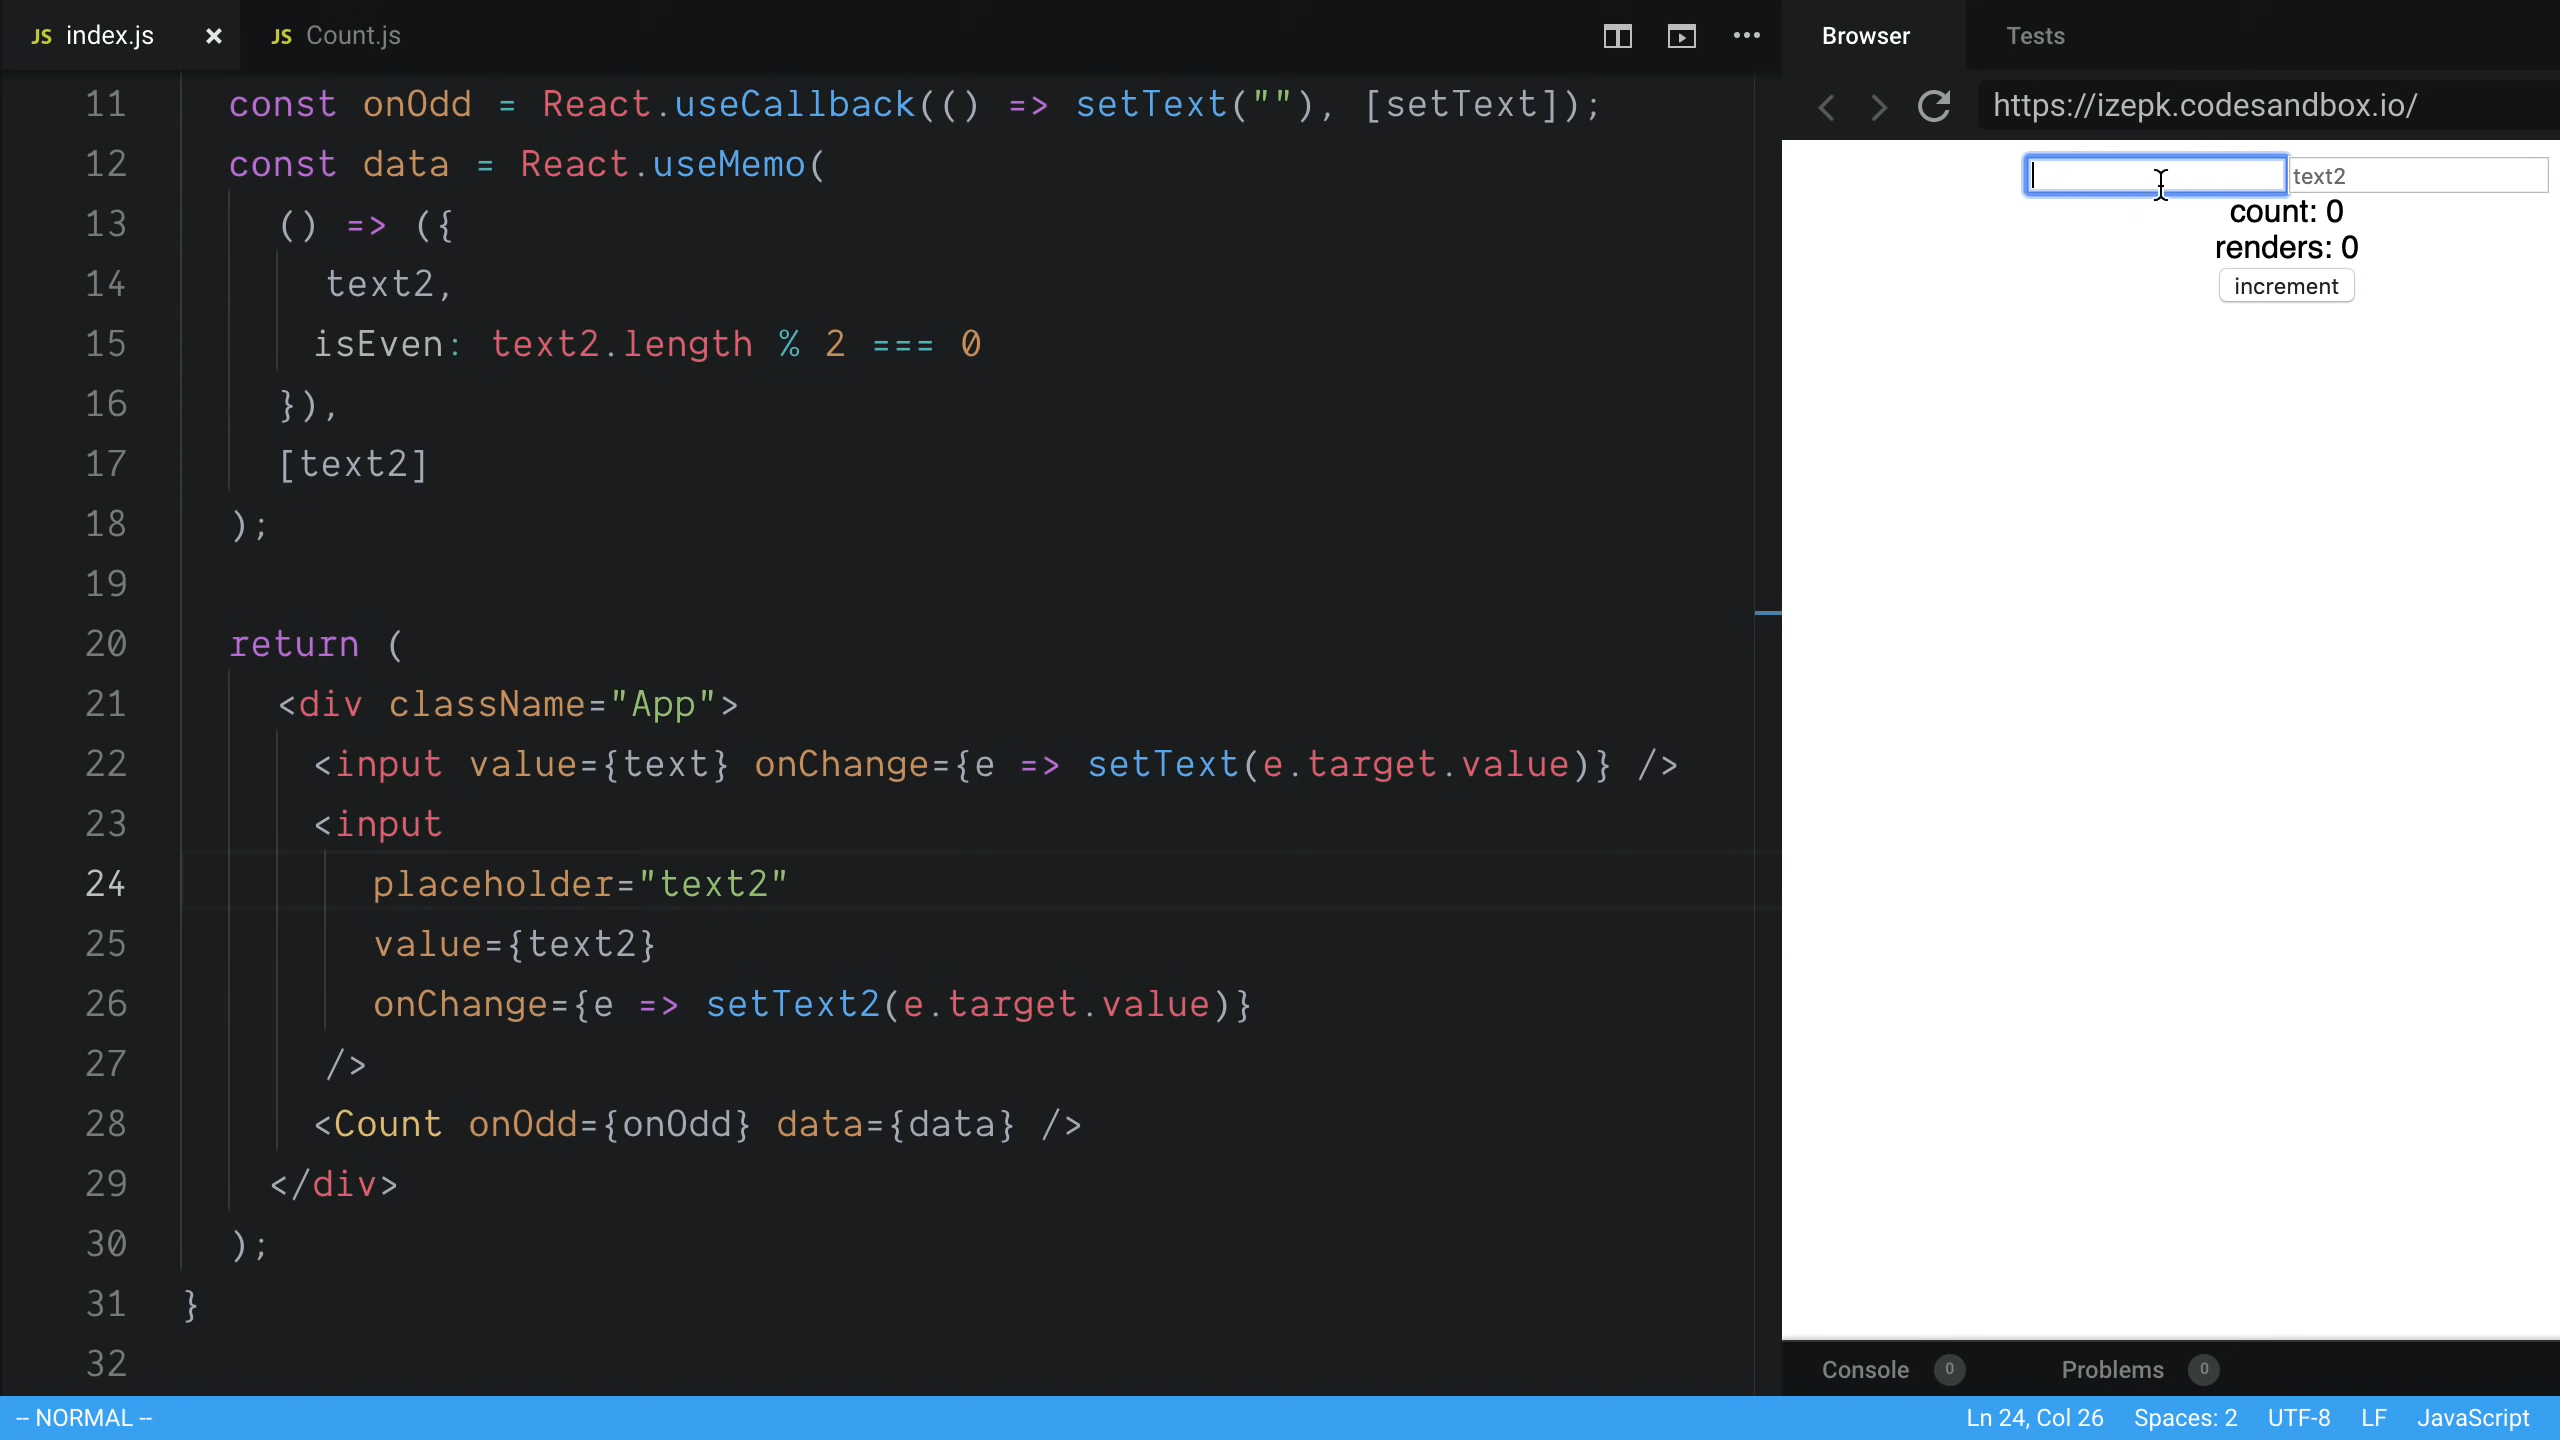 JS index.js × JS Count.js
11 const onOdd = React.useCallback(() => setText(""), [setText]);
12 const data = React.useMemo(
13 () => ({
14 text2,
15 isEven: text2.length % 2 === 0
16 }),
17 [text2]
18 );
19
20 return (
21 <div className="App">
22 <input value={text} onChange={e => setText(e.target.value)} />
23 <input
24 placeholder="text2"
25 value={text2}
26 onChange={e => setText2(e.target.value)}
27 />
28 <Count onOdd={onOdd} data={data} />
29 </div>
30 );
31 }
32
-- NORMAL --
Browser Tests
https://izepk.codesandbox.io/
text2
count: 0
renders: 0
increment
Console 0 Problems 0
Ln 24, Col 26 Spaces: 2 UTF-8 LF JavaScript